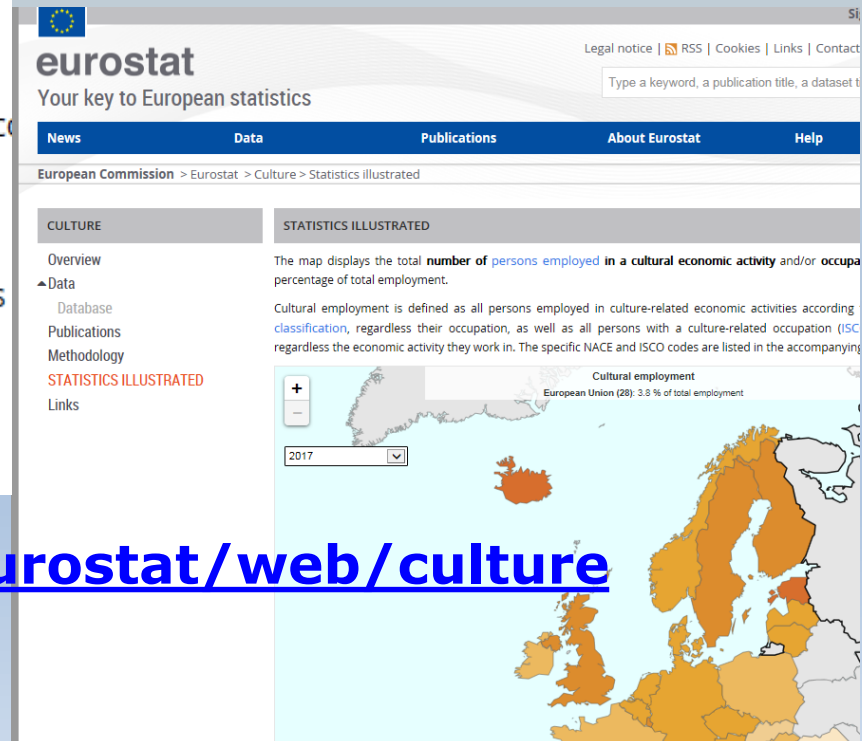 eurostat
Your key to European statistics
Legal notice | RSS | Cookies | Links | Contact
Type a keyword, a publication title, a dataset
News Data Publications About Eurostat Help
European Commission > Eurostat > Culture > Statistics illustrated
CULTURE
Overview
Data
Database
Publications
Methodology
STATISTICS ILLUSTRATED
Links
STATISTICS ILLUSTRATED
The map displays the total number of persons employed in a cultural economic activity and/or
percentage of total employment.
Cultural employment is defined as all persons employed in culture-related economic activities according
classification, regardless their occupation, as well as all persons with a culture-related occupation
regardless the economic activity they work in. The specific NACE and ISCO codes are listed in the accompanying
+
−
Cultural employment
European Union (28): 3.8 % of total employment
2017
urostat/web/culture